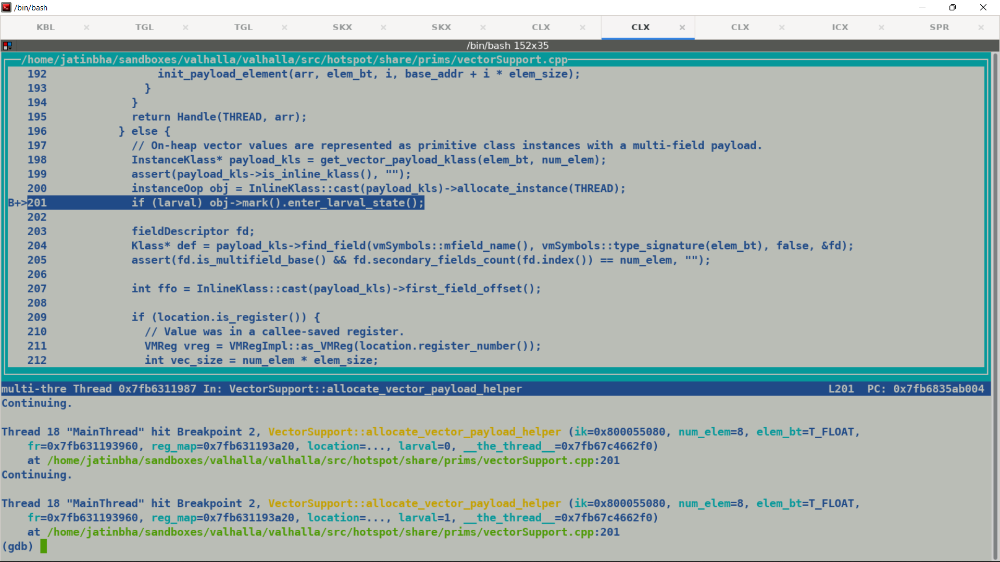 /bin/bash
KBL × TGL × TGL × SKX × SKX × CLX × CLX × CLX × ICX × SPR ×
/bin/bash 152x35
/home/jatinbha/sandboxes/valhalla/valhalla/src/hotspot/share/prims/vectorSupport.cpp
192                 init_payload_element(arr, elem_bt, i, base_addr + i * elem_size);
193               }
194             }
195             return Handle(THREAD, arr);
196           } else {
197             // On-heap vector values are represented as primitive class instances with a multi-field payload.
198             InstanceKlass* payload_kls = get_vector_payload_klass(elem_bt, num_elem);
199             assert(payload_kls->is_inline_klass(), "");
200             instanceOop obj = InlineKlass::cast(payload_kls)->allocate_instance(THREAD);
B+>201             if (larval) obj->mark().enter_larval_state();
202
203             fieldDescriptor fd;
204             Klass* def = payload_kls->find_field(vmSymbols::mfield_name(), vmSymbols::type_signature(elem_bt), false, &fd);
205             assert(fd.is_multifield_base() && fd.secondary_fields_count(fd.index()) == num_elem, "");
206
207             int ffo = InlineKlass::cast(payload_kls)->first_field_offset();
208
209             if (location.is_register()) {
210               // Value was in a callee-saved register.
211               VMReg vreg = VMRegImpl::as_VMReg(location.register_number());
212               int vec_size = num_elem * elem_size;
multi-thre Thread 0x7fb6311987 In: VectorSupport::allocate_vector_payload_helper L201 PC: 0x7fb6835ab004
Continuing.
Thread 18 "MainThread" hit Breakpoint 2, VectorSupport::allocate_vector_payload_helper (ik=0x800055080, num_elem=8, elem_bt=T_FLOAT,
    fr=0x7fb631193960, reg_map=0x7fb631193a20, location=..., larval=0, __the_thread__=0x7fb67c4662f0)
    at /home/jatinbha/sandboxes/valhalla/valhalla/src/hotspot/share/prims/vectorSupport.cpp:201
Continuing.
Thread 18 "MainThread" hit Breakpoint 2, VectorSupport::allocate_vector_payload_helper (ik=0x800055080, num_elem=8, elem_bt=T_FLOAT,
    fr=0x7fb631193960, reg_map=0x7fb631193a20, location=..., larval=1, __the_thread__=0x7fb67c4662f0)
    at /home/jatinbha/sandboxes/valhalla/valhalla/src/hotspot/share/prims/vectorSupport.cpp:201
(gdb)